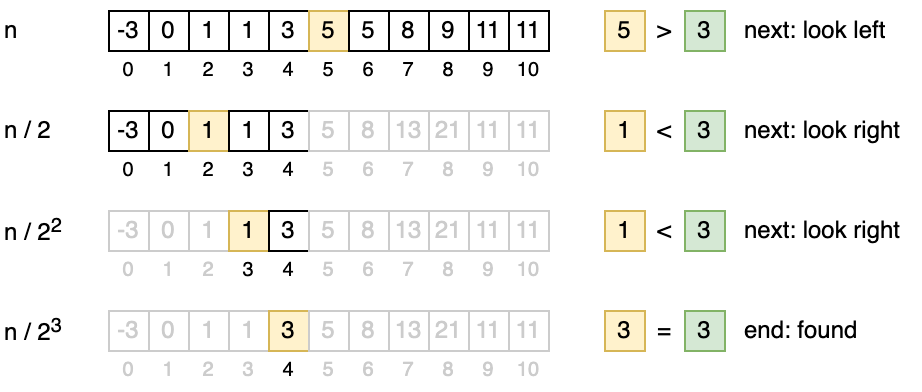 n -3 0 1 1 3 5 5 8 9 11 11 5 > 3 next: look left
0 1 2 3 4 5 6 7 8 9 10
n / 2 -3 0 1 1 3 5 8 13 21 11 11 1 < 3 next: look right
0 1 2 3 4 5 6 7 8 9 10
n / 2² -3 0 1 1 3 5 8 13 21 11 11 1 < 3 next: look right
0 1 2 3 4 5 6 7 8 9 10
n / 2³ -3 0 1 1 3 5 8 13 21 11 11 3 = 3 end: found
0 1 2 3 4 5 6 7 8 9 10